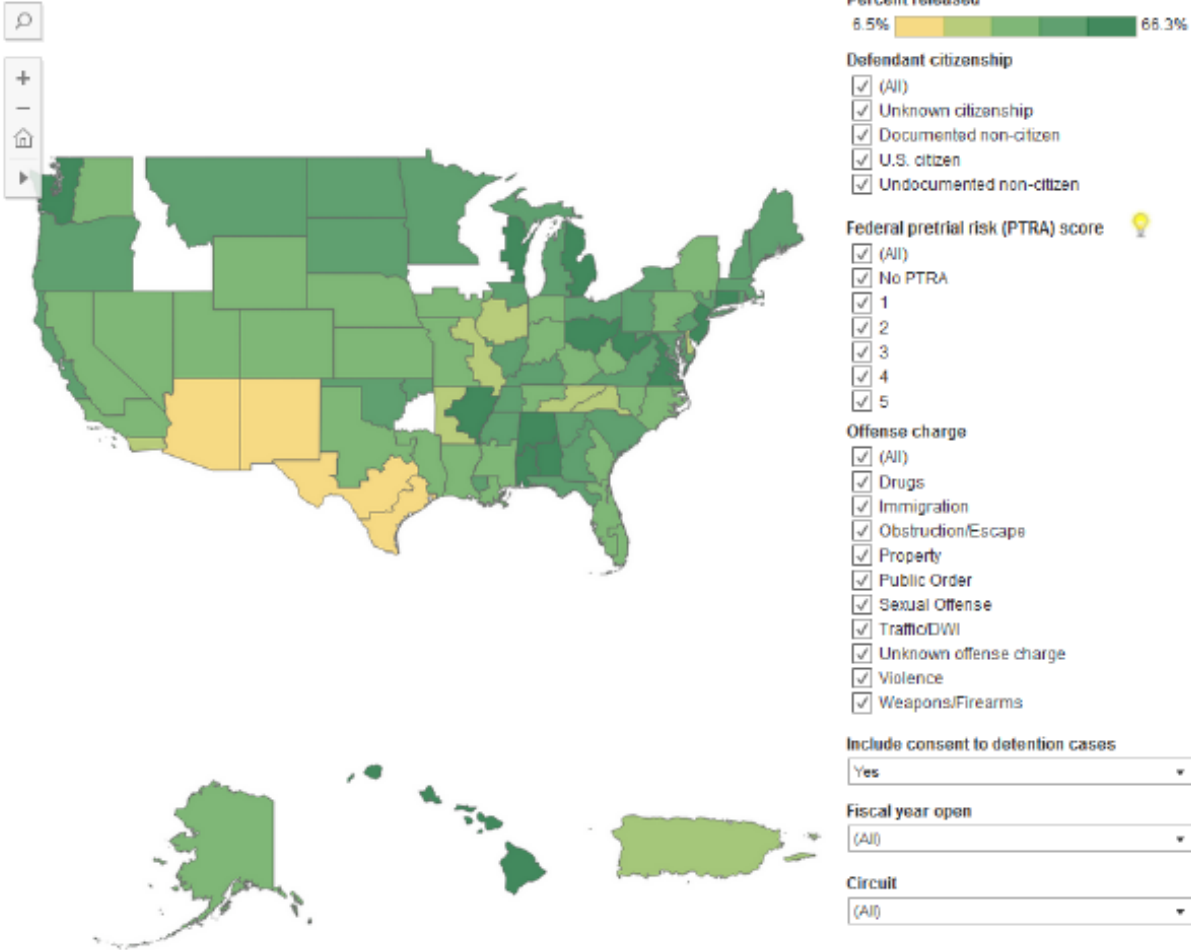 Percent released
6.5%
66.3%
Defendant citizenship
(All)
Unknown citizenship
Documented non-citizen
U.S. citizen
Undocumented non-citizen
Federal pretrial risk (PTRA) score
(All)
No PTRA
1
2
3
4
5
Offense charge
(All)
Drugs
Immigration
Obstruction/Escape
Property
Public Order
Sexual Offense
Traffic/DWI
Unknown offense charge
Violence
Weapons/Firearms
Include consent to detention cases
Yes
Fiscal year open
(All)
Circuit
(All)